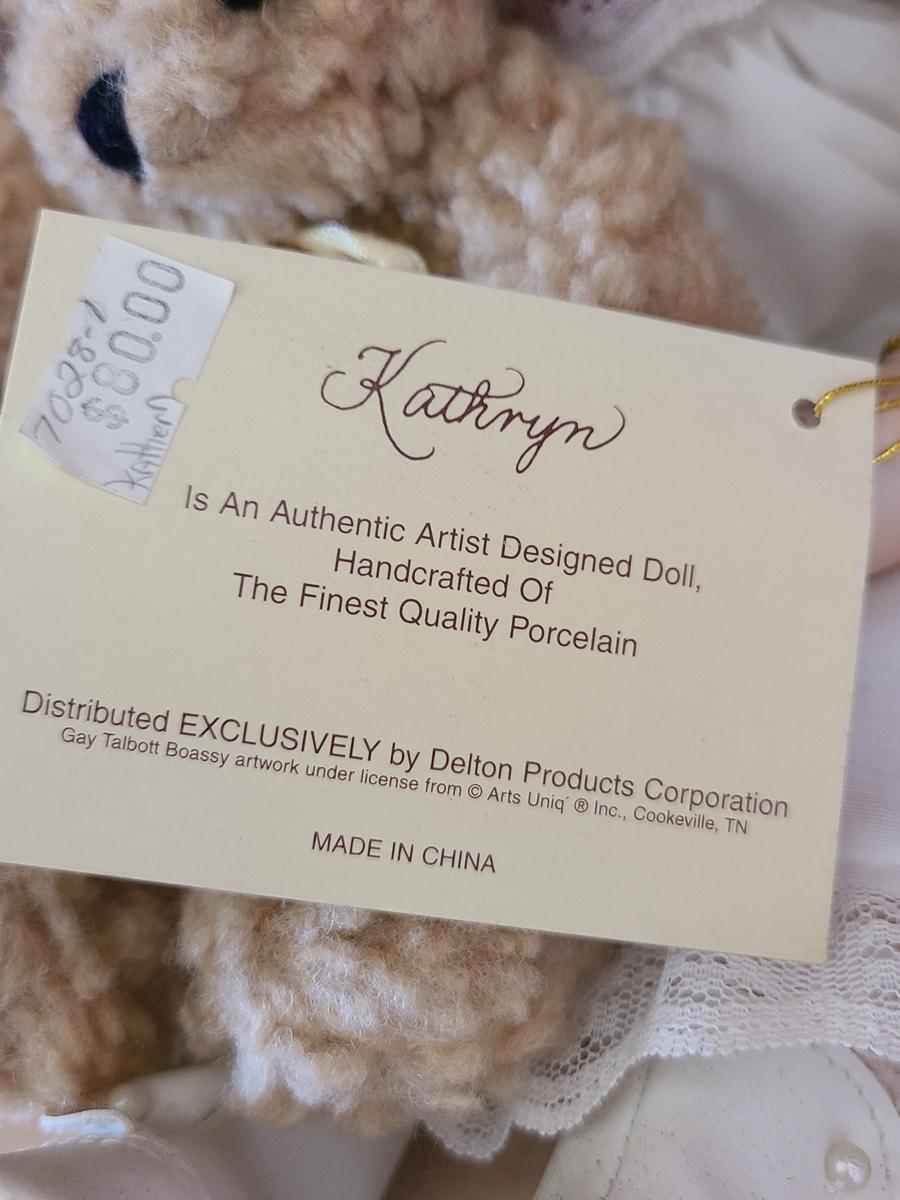 7028-1
$80.00
Kathryn
Is An Authentic Artist Designed Doll,
Handcrafted Of
The Finest Quality Porcelain
Distributed EXCLUSIVELY by Delton Products Corporation
Gay Talbott Boassy artwork under license from © Arts Uniq´ ® Inc., Cookeville, TN
MADE IN CHINA